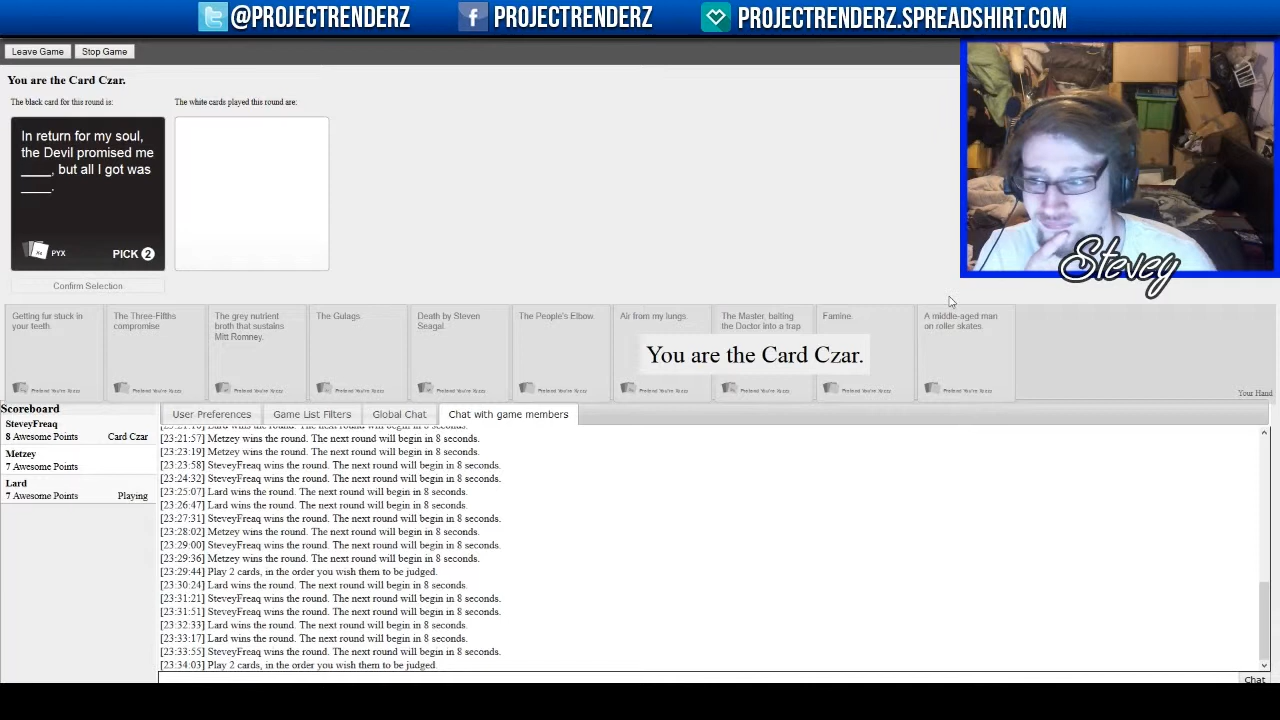 @PROJECTRENDERZ PROJECTRENDERZ PROJECTRENDERZ.SPREADSHIRT.COM
Leave Game Stop Game
You are the Card Czar.
The black card for this round is: The white cards played this round are:
In return for my soul,
the Devil promised me
____, but all I got was
____.
PYX PICK 2
Stevey
Confirm Selection
Getting fur stuck in
your teeth.
The Three-Fifths
compromise
The grey nutrient
broth that sustains
Mitt Romney.
The Gulags.
Death by Steven
Seagal.
The People's Elbow.
Air from my lungs.
The Master, baiting
the Doctor into a trap
Famine.
A middle-aged man
on roller skates.
You are the Card Czar.
Your Hand
Scoreboard
SteveyFreaq
8 Awesome Points Card Czar
Metzey
7 Awesome Points
Lard
7 Awesome Points Playing
User Preferences Game List Filters Global Chat Chat with game members
[23:21:57] Metzey wins the round. The next round will begin in 8 seconds.
[23:23:19] Metzey wins the round. The next round will begin in 8 seconds.
[23:23:58] SteveyFreaq wins the round. The next round will begin in 8 seconds.
[23:24:32] SteveyFreaq wins the round. The next round will begin in 8 seconds.
[23:25:07] Lard wins the round. The next round will begin in 8 seconds.
[23:26:47] Lard wins the round. The next round will begin in 8 seconds.
[23:27:31] SteveyFreaq wins the round. The next round will begin in 8 seconds.
[23:28:02] Metzey wins the round. The next round will begin in 8 seconds.
[23:29:00] SteveyFreaq wins the round. The next round will begin in 8 seconds.
[23:29:36] Metzey wins the round. The next round will begin in 8 seconds.
[23:29:44] Play 2 cards, in the order you wish them to be judged.
[23:30:24] Lard wins the round. The next round will begin in 8 seconds.
[23:31:21] SteveyFreaq wins the round. The next round will begin in 8 seconds.
[23:31:51] SteveyFreaq wins the round. The next round will begin in 8 seconds.
[23:32:33] Lard wins the round. The next round will begin in 8 seconds.
[23:33:17] Lard wins the round. The next round will begin in 8 seconds.
[23:33:55] SteveyFreaq wins the round. The next round will begin in 8 seconds.
[23:34:03] Play 2 cards, in the order you wish them to be judged.
Chat